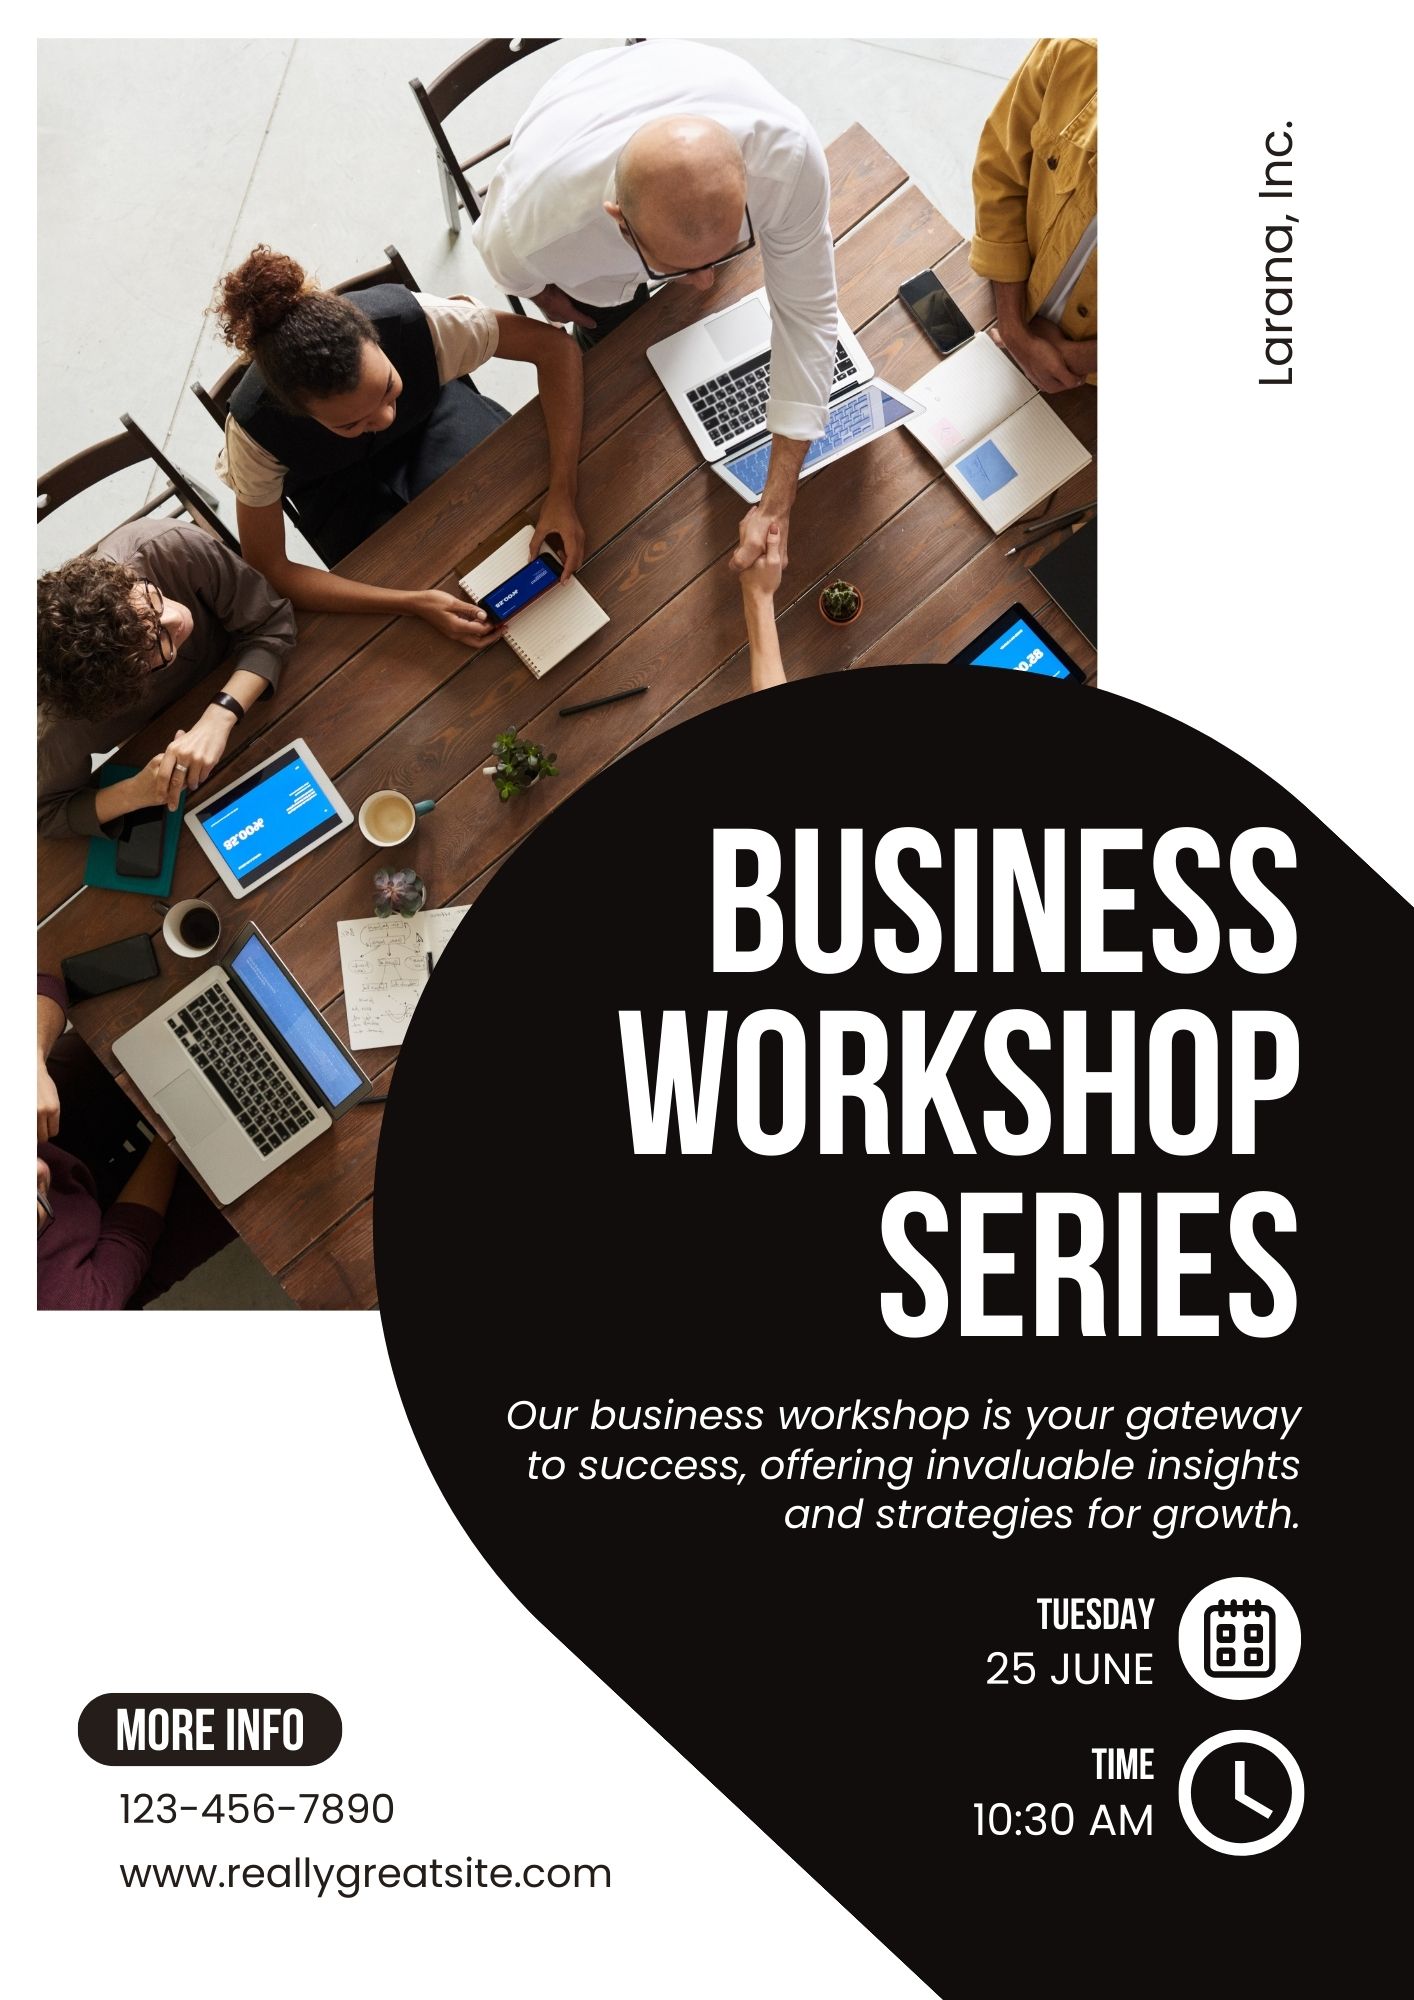 Larana, Inc.
BUSINESS
WORKSHOP
SERIES
Our business workshop is your gateway
to success, offering invaluable insights
and strategies for growth.
TUESDAY
25 JUNE
TIME
10:30 AM
MORE INFO
123-456-7890
www.reallygreatsite.com